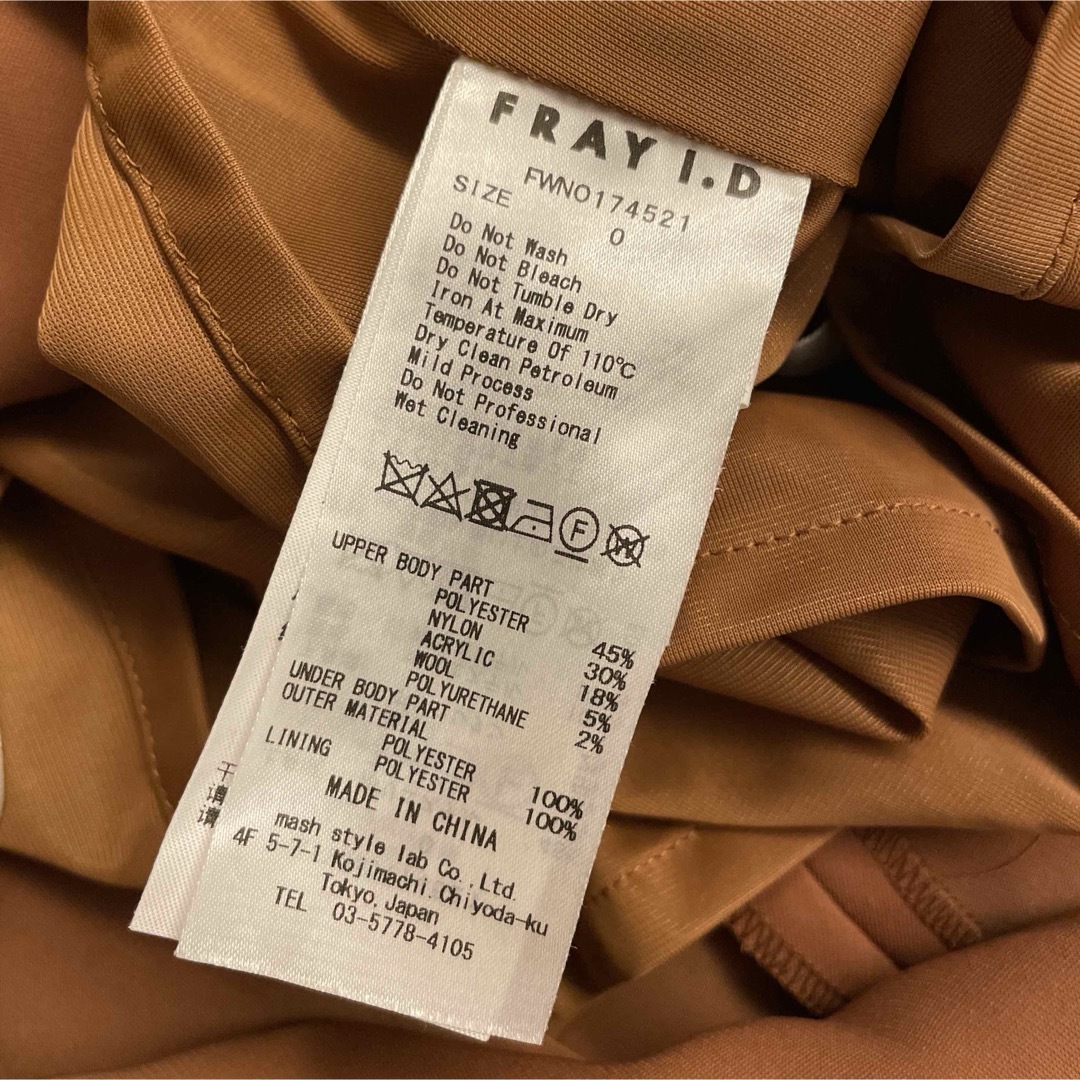 FRAY I.D
FWNO174521
SIZE 0
Do Not Wash
Do Not Bleach
Do Not Tumble Dry
Iron At Maximum
Temperature Of 110℃
Dry Clean Petroleum
Mild Process
Do Not Professional
Wet Cleaning
F
W
UPPER BODY PART
POLYESTER 45%
NYLON 30%
ACRYLIC 18%
WOOL 5%
POLYURETHANE 2%
UNDER BODY PART
OUTER MATERIAL
POLYESTER 100%
LINING POLYESTER 100%
MADE IN CHINA
mash style lab Co., Ltd.
4F 5-7-1 Kojimachi, Chiyoda-ku
Tokyo, Japan
TEL 03-5778-4105